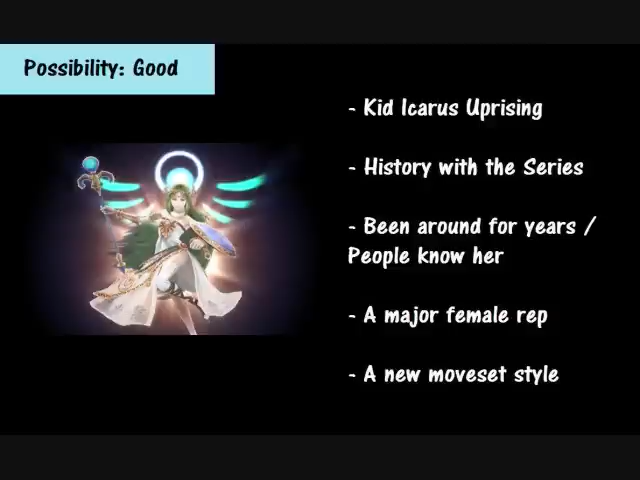 Possibility: Good
- Kid Icarus Uprising
- History with the Series
- Been around for years /
People know her
- A major female rep
- A new moveset style